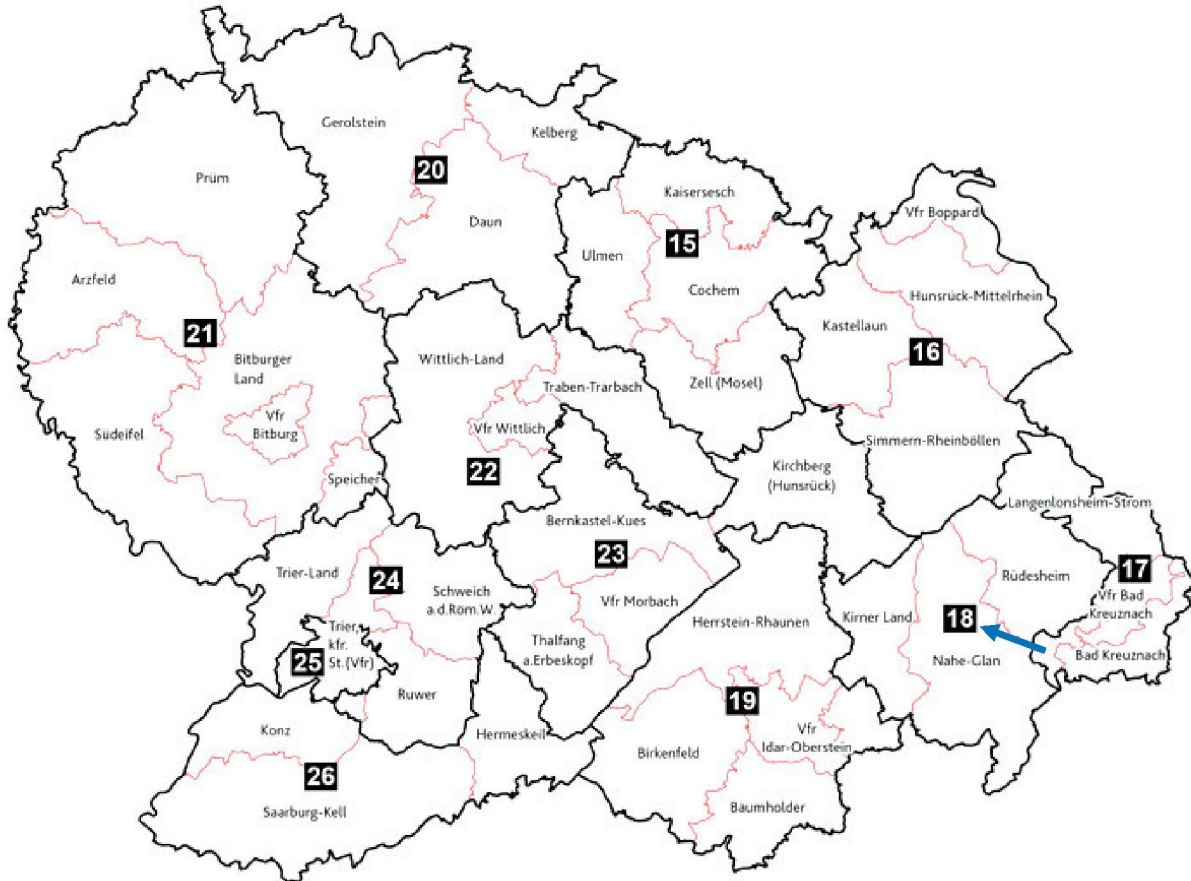 Gerolstein
Kelberg
Prüm
20
Kaisersesch
Vfr Boppard
Daun
15
Ulmen
Arzfeld
Cochem
Hunsrück-Mittelrhein
21
Kastellaun
16
Bitburger
Land
Wittlich-Land
Traben-Trarbach
Zell (Mosel)
Vfr
Bitburg
Südeifel
Vfr Wittlich
Simmern-Rheinböllen
22
Speicher
Kirchberg
(Hunsrück)
Langenlonsheim-Strom
Bernkastel-Kues
23
Trier-Land
24
Schweich
a.d.Röm.W.
Vfr Morbach
Rüdesheim
17
Vfr Bad
Kreuznach
Herrstein-Rhaunen
Kirner Land
18
Trier,
kfr.
St.(Vfr)
25
Thalfang
a.Erbeskopf
Nahe-Glan
Bad Kreuznach
Ruwer
19
Konz
Hermeskeil
Vfr
Idar-Oberstein
Birkenfeld
26
Saarburg-Kell
Baumholder